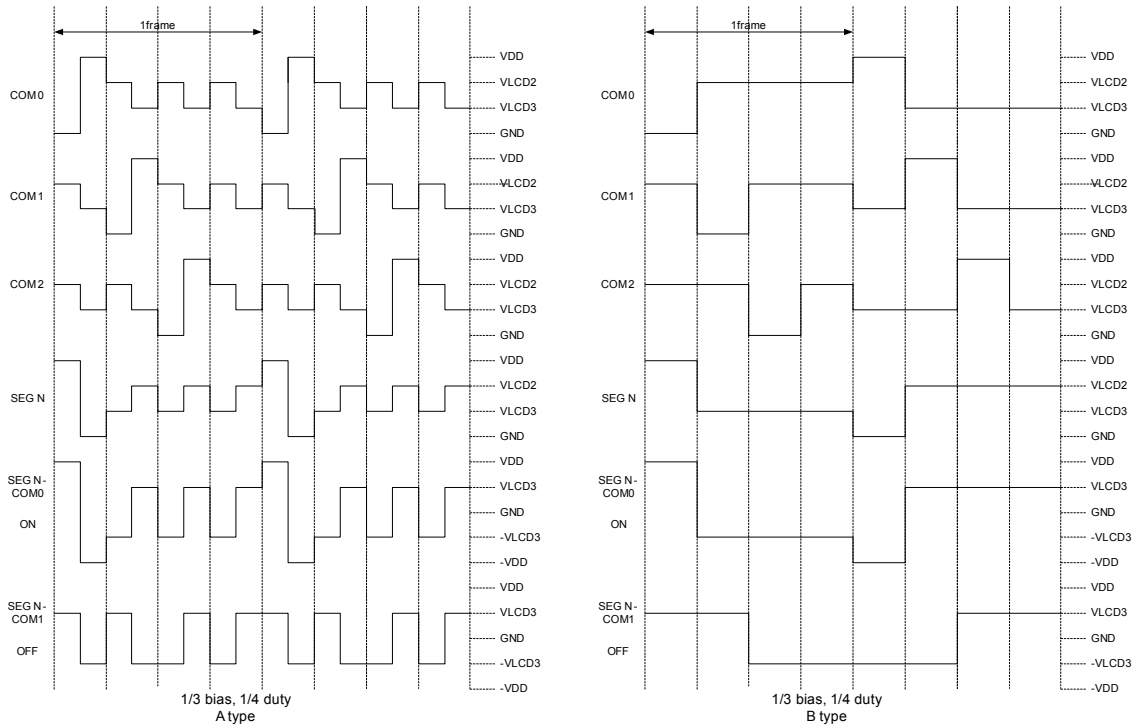 1frame
COM0
VDD
VLCD2
VLCD3
GND
COM1
VDD
VLCD2
VLCD3
GND
COM2
VDD
VLCD2
VLCD3
GND
SEG N
VDD
VLCD2
VLCD3
GND
SEG N-
COM0
ON
VDD
VLCD3
GND
-VLCD3
-VDD
SEG N-
COM1
OFF
VDD
VLCD3
GND
-VLCD3
-VDD
1/3 bias, 1/4 duty
A type
1frame
COM0
VDD
VLCD2
VLCD3
GND
COM1
VDD
VLCD2
VLCD3
GND
COM2
VDD
VLCD2
VLCD3
GND
SEG N
VDD
VLCD2
VLCD3
GND
SEG N-
COM0
ON
VDD
VLCD3
GND
-VLCD3
-VDD
SEG N-
COM1
OFF
VDD
VLCD3
GND
-VLCD3
-VDD
1/3 bias, 1/4 duty
B type